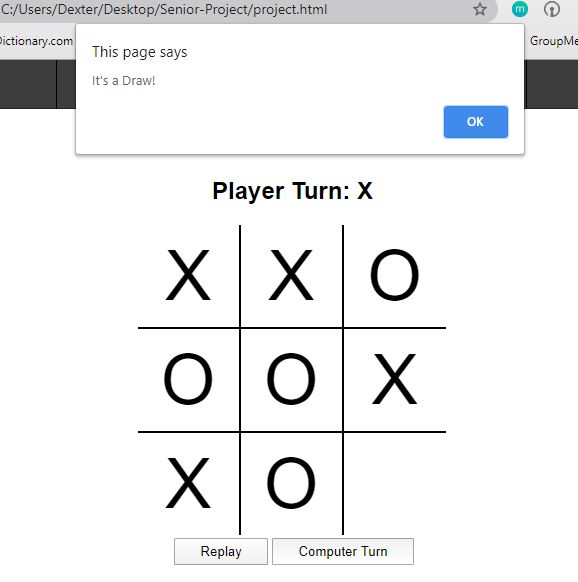 C:/Users/Dexter/Desktop/Senior-Project/project.html
m
Dictionary.com
GroupMe
This page says
It's a Draw!
OK
Player Turn: X
X X O
O O X
X O
Replay Computer Turn